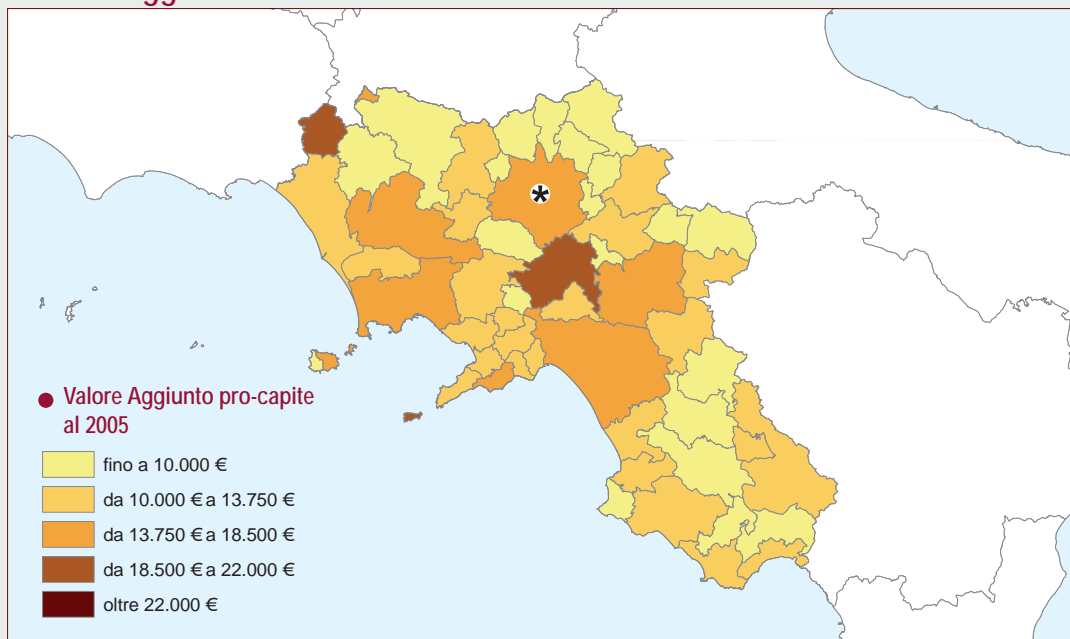 Valore Aggiunto pro-capite
al 2005
fino a 10.000 €
da 10.000 € a 13.750 €
da 13.750 € a 18.500 €
da 18.500 € a 22.000 €
oltre 22.000 €
*